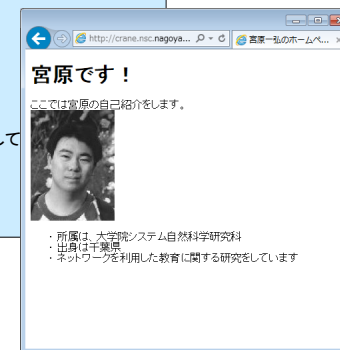 http://crane.nsc.nagoya...
宮原一弘のホームペ...
して
宮原です！
ここでは宮原の自己紹介をします。
・ 所属は、大学院システム自然科学研究科
・ 出身は千葉県
・ ネットワークを利用した教育に関する研究をしています